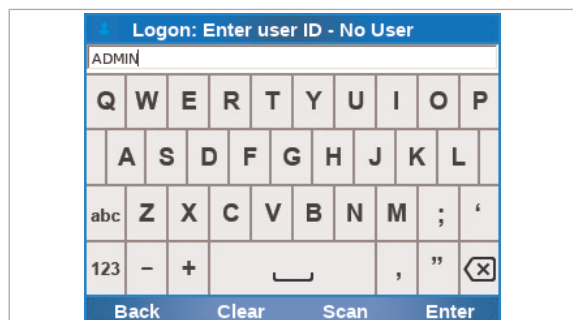 Logon: Enter user ID - No User
ADMIN
Q W E R T Y U I O P
A S D F G H J K L
abc Z X C V B N M ; ‘
123 - + , ”
Back Clear Scan Enter